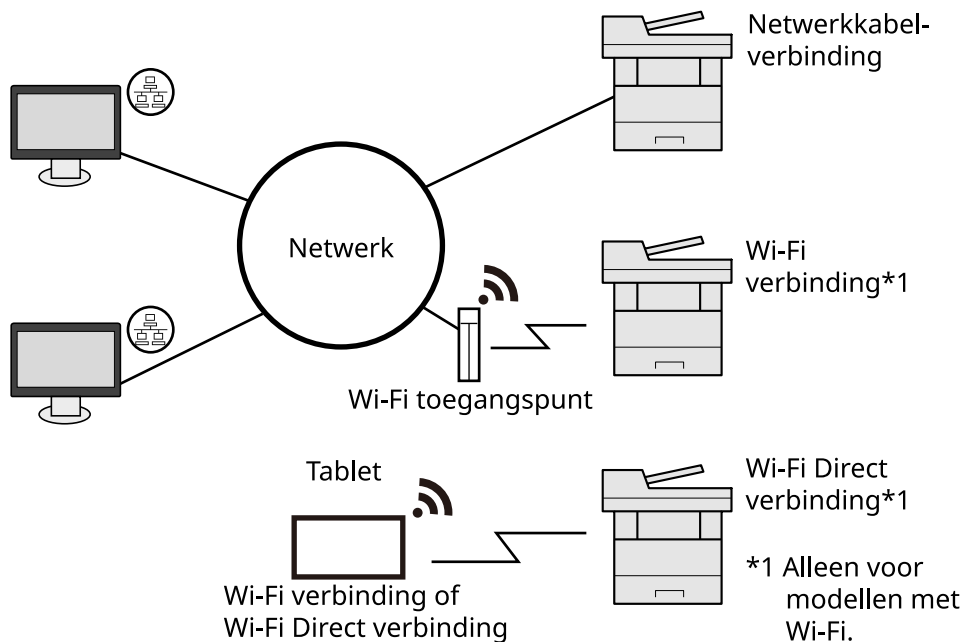 Netwerkkabel-
verbinding
Netwerk
Wi-Fi
verbinding*1
Wi-Fi toegangspunt
Tablet
Wi-Fi Direct
verbinding*1
Wi-Fi verbinding of
Wi-Fi Direct verbinding
*1 Alleen voor
modellen met
Wi-Fi.